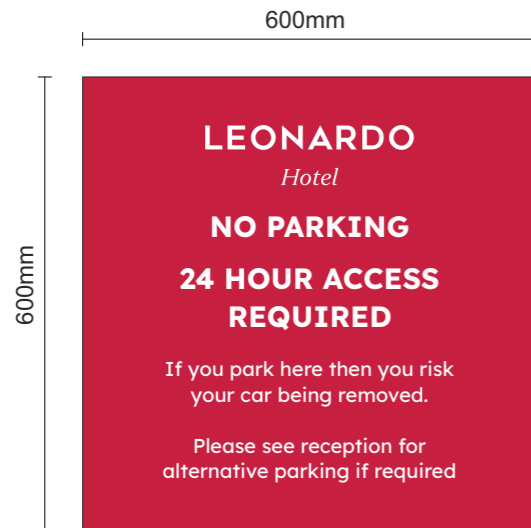 600mm
600mm
LEONARDO
Hotel
NO PARKING
24 HOUR ACCESS
REQUIRED
If you park here then you risk
your car being removed.
Please see reception for
alternative parking if required